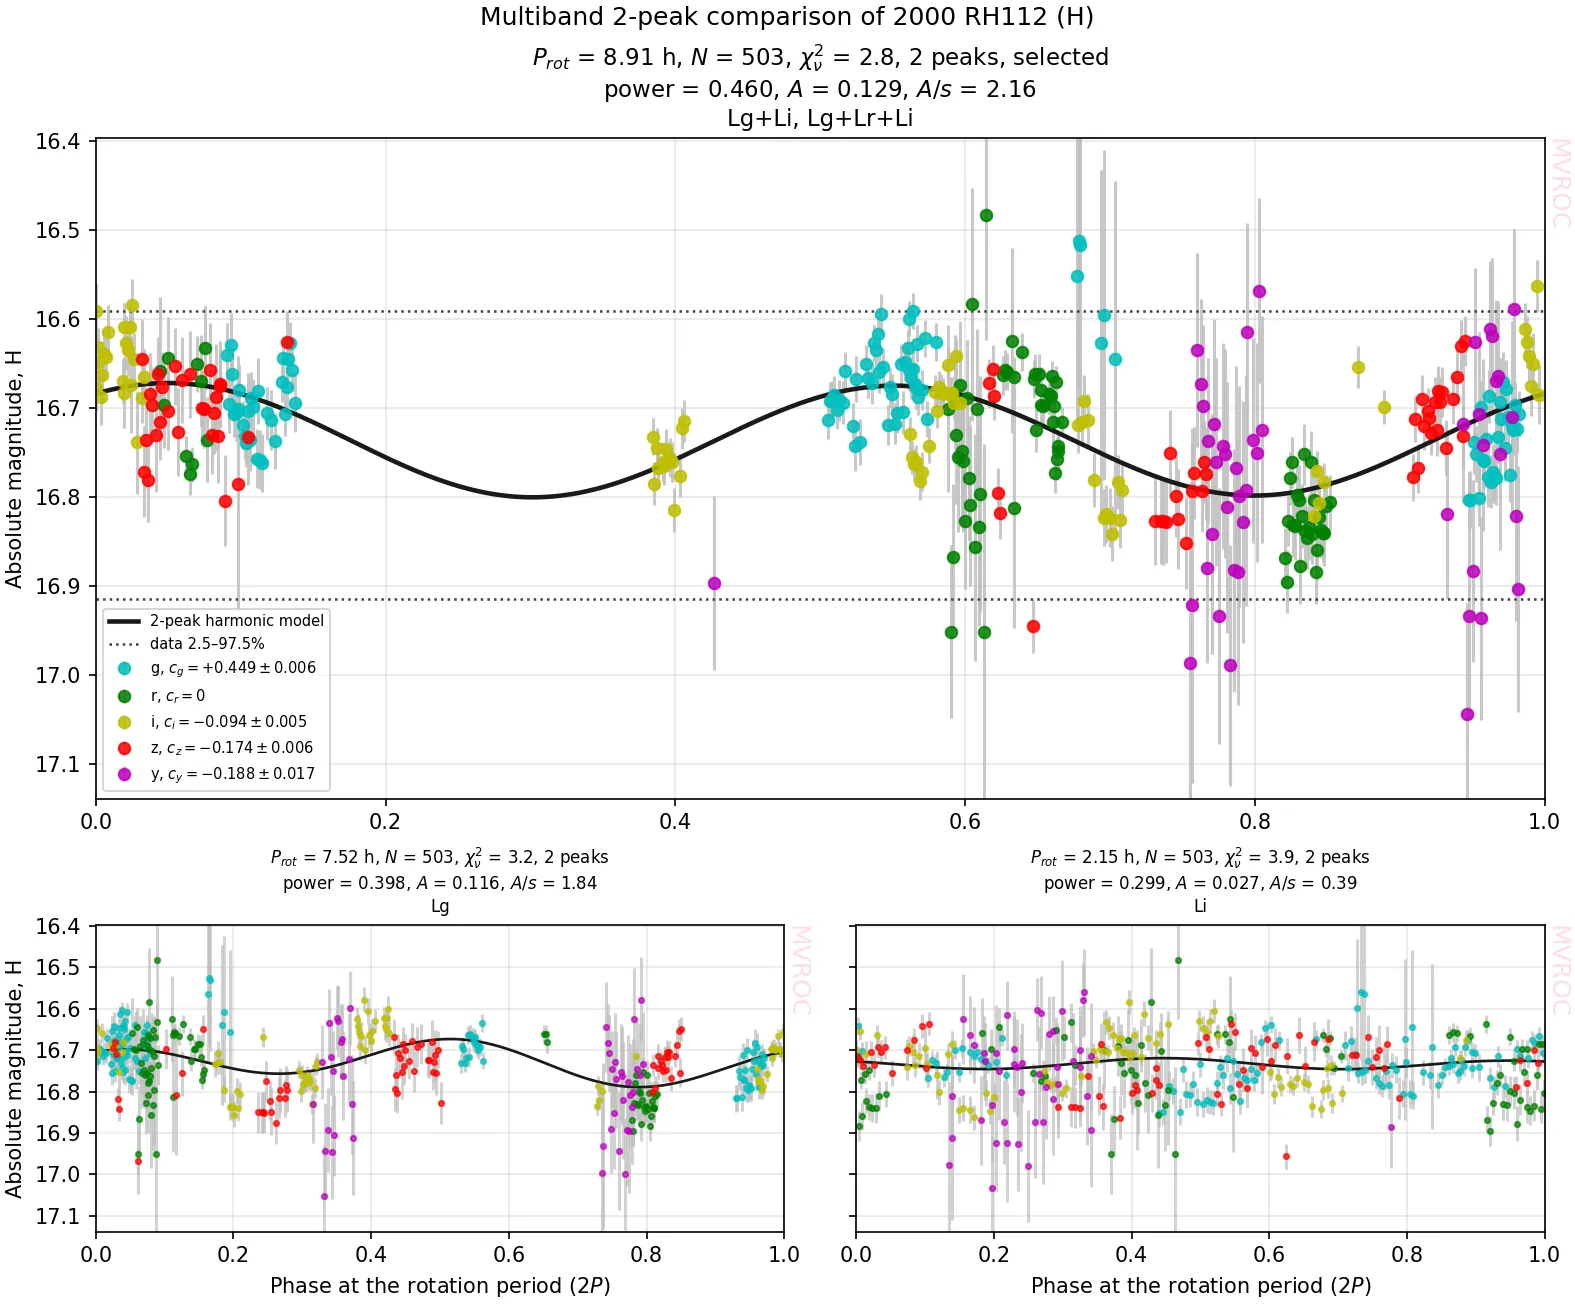 Multiband 2-peak comparison of 2000 RH112 (H)
P_rot = 8.91 h, N = 503, χ²_ν = 2.8, 2 peaks, selected
power = 0.460, A = 0.129, A/s = 2.16
Lg+Li, Lg+Lr+Li
16.4
16.5
16.6
16.7
16.8
16.9
17.0
17.1
Absolute magnitude, H
MVROC
2-peak harmonic model
data 2.5–97.5%
g, c_g = +0.449 ± 0.006
r, c_r = 0
i, c_i = −0.094 ± 0.005
z, c_z = −0.174 ± 0.006
y, c_y = −0.188 ± 0.017
0.0 0.2 0.4 0.6 0.8 1.0
P_rot = 7.52 h, N = 503, χ²_ν = 3.2, 2 peaks
power = 0.398, A = 0.116, A/s = 1.84
Lg
16.4
16.5
16.6
16.7
16.8
16.9
17.0
17.1
Absolute magnitude, H
MVROC
0.0 0.2 0.4 0.6 0.8 1.0
Phase at the rotation period (2P)
P_rot = 2.15 h, N = 503, χ²_ν = 3.9, 2 peaks
power = 0.299, A = 0.027, A/s = 0.39
Li
MVROC
0.0 0.2 0.4 0.6 0.8 1.0
Phase at the rotation period (2P)